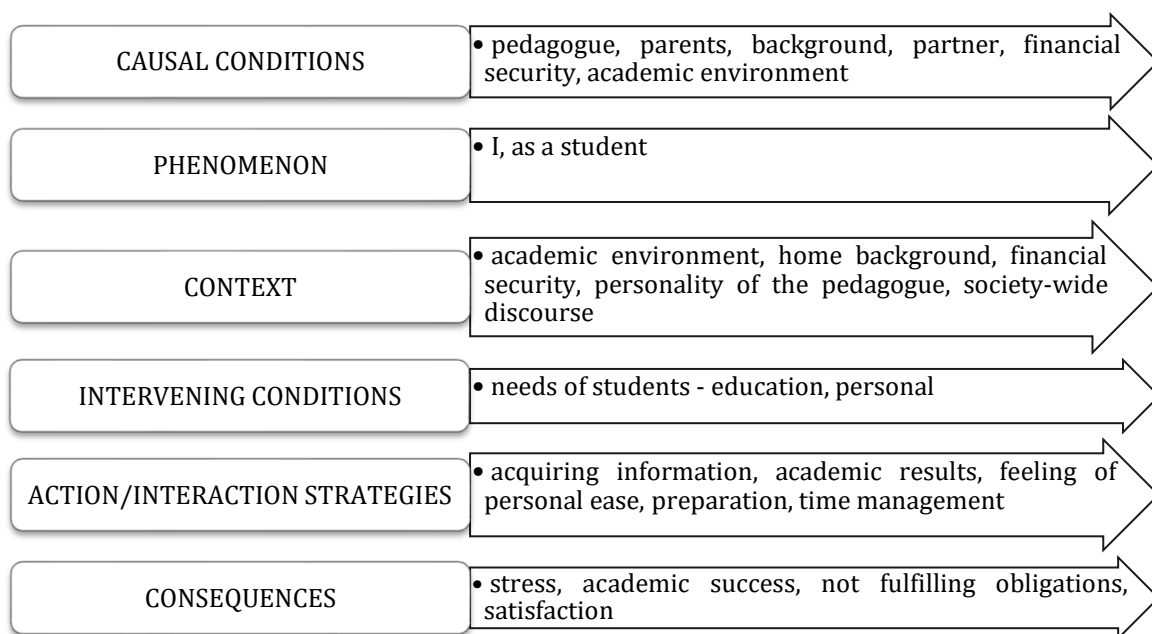 CAUSAL CONDITIONS
• pedagogue, parents, background, partner, financial
security, academic environment
PHENOMENON
• I, as a student
CONTEXT
• academic environment, home background, financial
security, personality of the pedagogue, society-wide
discourse
INTERVENING CONDITIONS
• needs of students - education, personal
ACTION/INTERACTION STRATEGIES
• acquiring information, academic results, feeling of
personal ease, preparation, time management
CONSEQUENCES
• stress, academic success, not fulfilling obligations,
satisfaction